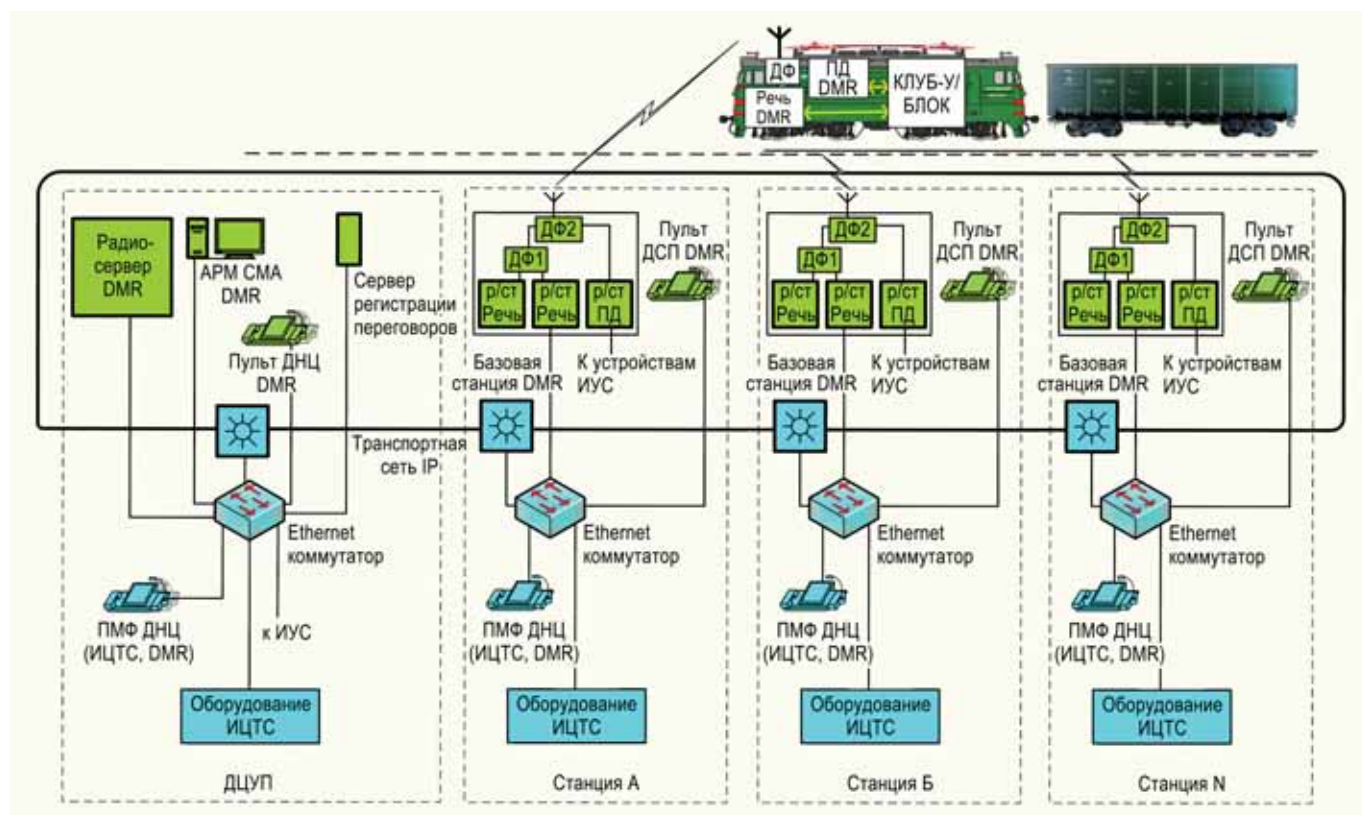 ДФ
ПД
DMR
КЛУБ-У/
БЛОК
Речь
DMR
Радио-
сервер
DMR
АРМ СМА
DMR
Сервер
регистрации
переговоров
Пульт ДНЦ
DMR
Транспортная
сеть IP
Ethernet
коммутатор
ПМФ ДНЦ
(ИЦТС, DMR)
к ИУС
Оборудование
ИЦТС
ДЦУП
ДФ2
ДФ1
Пульт
ДСП DMR
р/ст
Речь
р/ст
Речь
р/ст
ПД
Базовая
станция DMR
К устройствам
ИУС
Ethernet
коммутатор
ПМФ ДНЦ
(ИЦТС, DMR)
Оборудование
ИЦТС
Станция А
ДФ2
ДФ1
Пульт
ДСП DMR
р/ст
Речь
р/ст
Речь
р/ст
ПД
Базовая
станция DMR
К устройствам
ИУС
Ethernet
коммутатор
ПМФ ДНЦ
(ИЦТС, DMR)
Оборудование
ИЦТС
Станция Б
ДФ2
ДФ1
Пульт
ДСП DMR
р/ст
Речь
р/ст
Речь
р/ст
ПД
Базовая
станция DMR
К устройствам
ИУС
Ethernet
коммутатор
ПМФ ДНЦ
(ИЦТС, DMR)
Оборудование
ИЦТС
Станция N